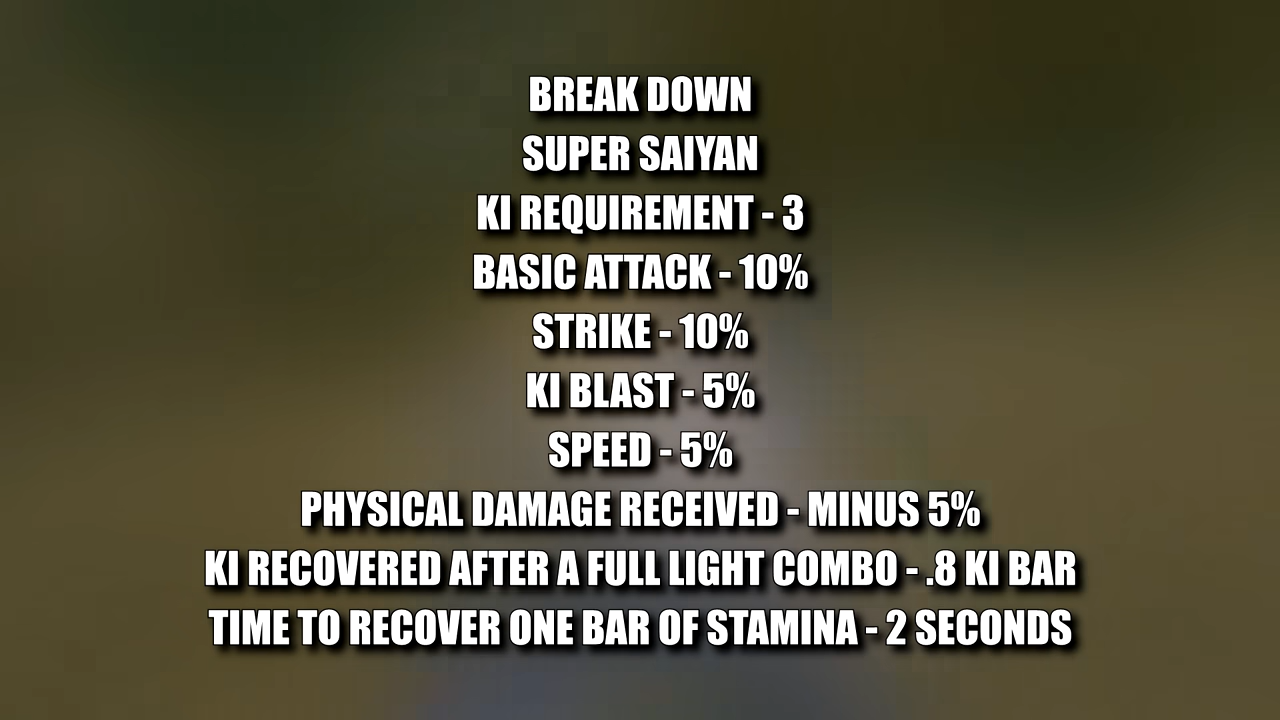 BREAK DOWN
SUPER SAIYAN
KI REQUIREMENT - 3
BASIC ATTACK - 10%
STRIKE - 10%
KI BLAST - 5%
SPEED - 5%
PHYSICAL DAMAGE RECEIVED - MINUS 5%
KI RECOVERED AFTER A FULL LIGHT COMBO - .8 KI BAR
TIME TO RECOVER ONE BAR OF STAMINA - 2 SECONDS